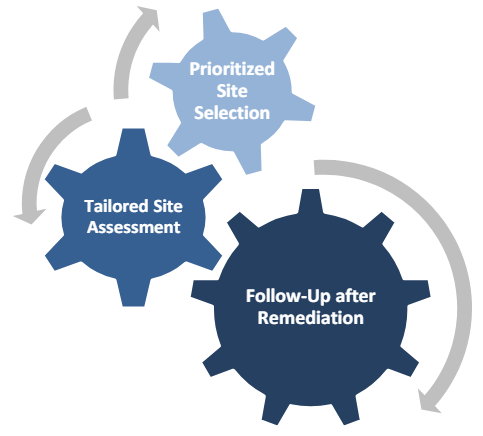 Prioritized
Site
Selection
Tailored Site
Assessment
Follow-Up after
Remediation